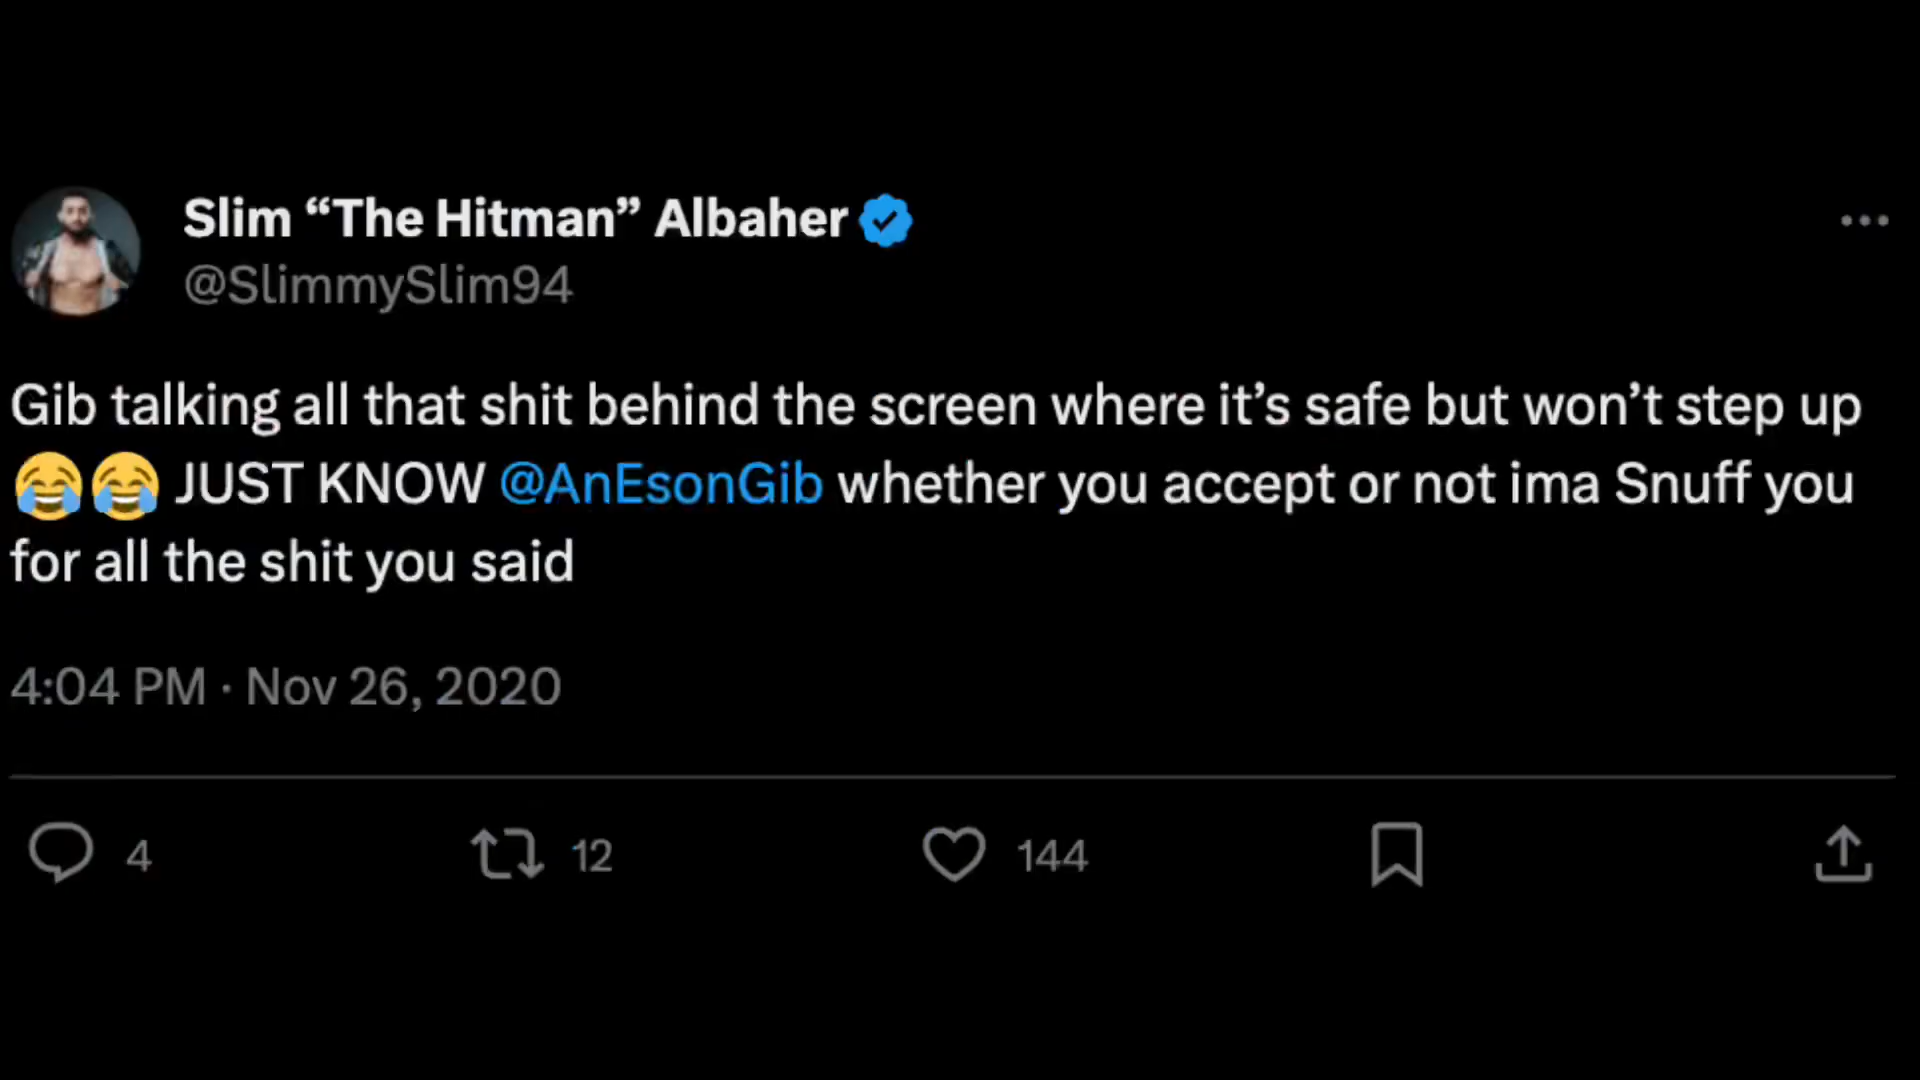 Slim “The Hitman” Albaher
@SlimmySlim94
Gib talking all that shit behind the screen where it’s safe but won’t step up
😂😂 JUST KNOW @AnEsonGib whether you accept or not ima Snuff you
for all the shit you said
4:04 PM · Nov 26, 2020
4 12 144